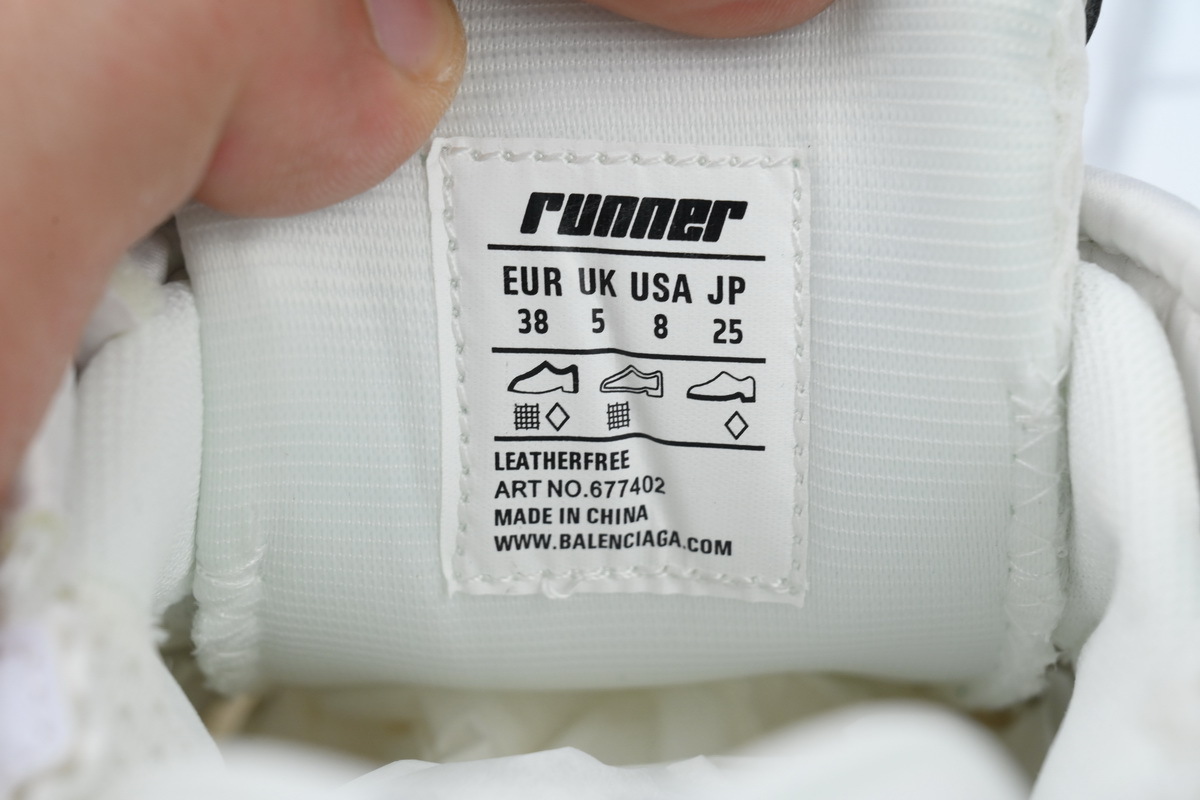 runner
EUR UK USA JP
38 5 8 25
LEATHERFREE
ART NO.677402
MADE IN CHINA
WWW.BALENCIAGA.COM